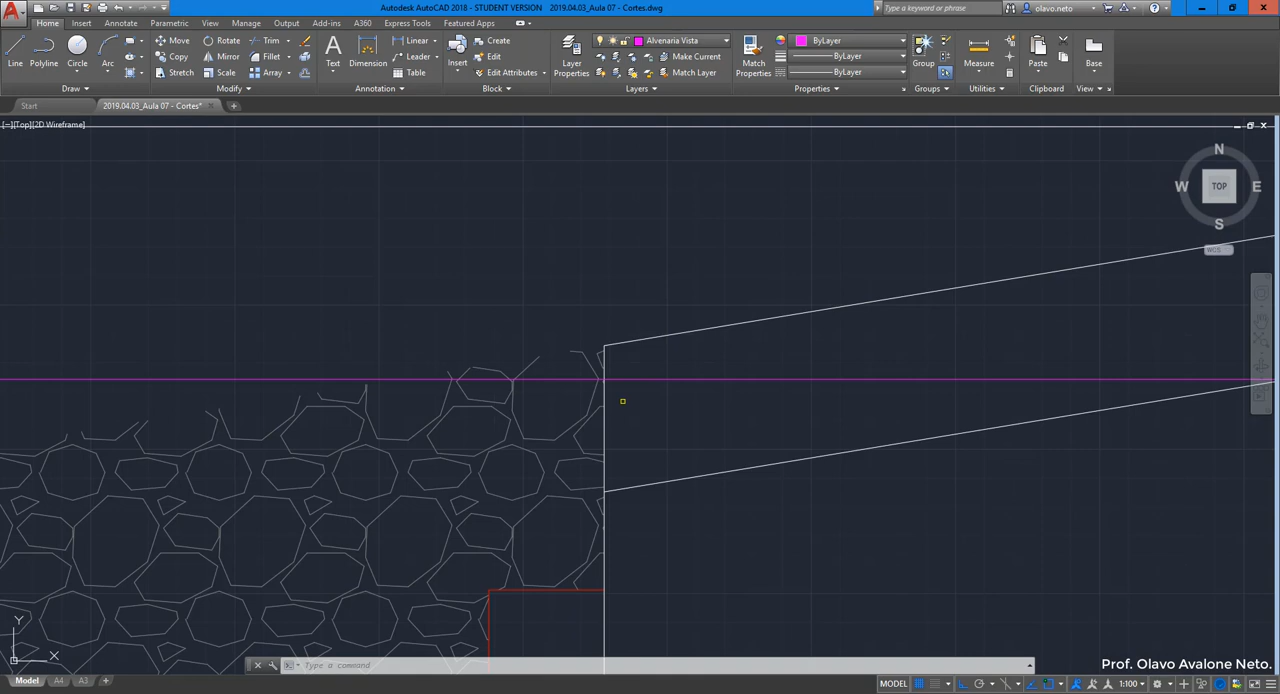 Autodesk AutoCAD 2018 - STUDENT VERSION 2019.04.03_Aula 07 - Cortes.dwg
Type a keyword or phrase
olavo.neto
Home Insert Annotate Parametric View Manage Output Add-ins A360 Express Tools Featured Apps
Line Polyline Circle Arc
Move Rotate Trim
Copy Mirror Fillet
Stretch Scale Array
Text Dimension
Linear
Leader
Table
Insert
Create
Edit
Edit Attributes
Layer Properties
Alvenaria Vista
Make Current
Match Layer
Match Properties
ByLayer
ByLayer
ByLayer
Group Measure Paste Base
Draw Modify Annotation Block Layers Properties Groups Utilities Clipboard View
Start 2019.04.03_Aula 07 - Cortes*
[−][Top][2D Wireframe]
N
W TOP E
S
WCS
Y
X
Type a command
Prof. Olavo Avalone Neto.
Model A4 A3
MODEL 1:100